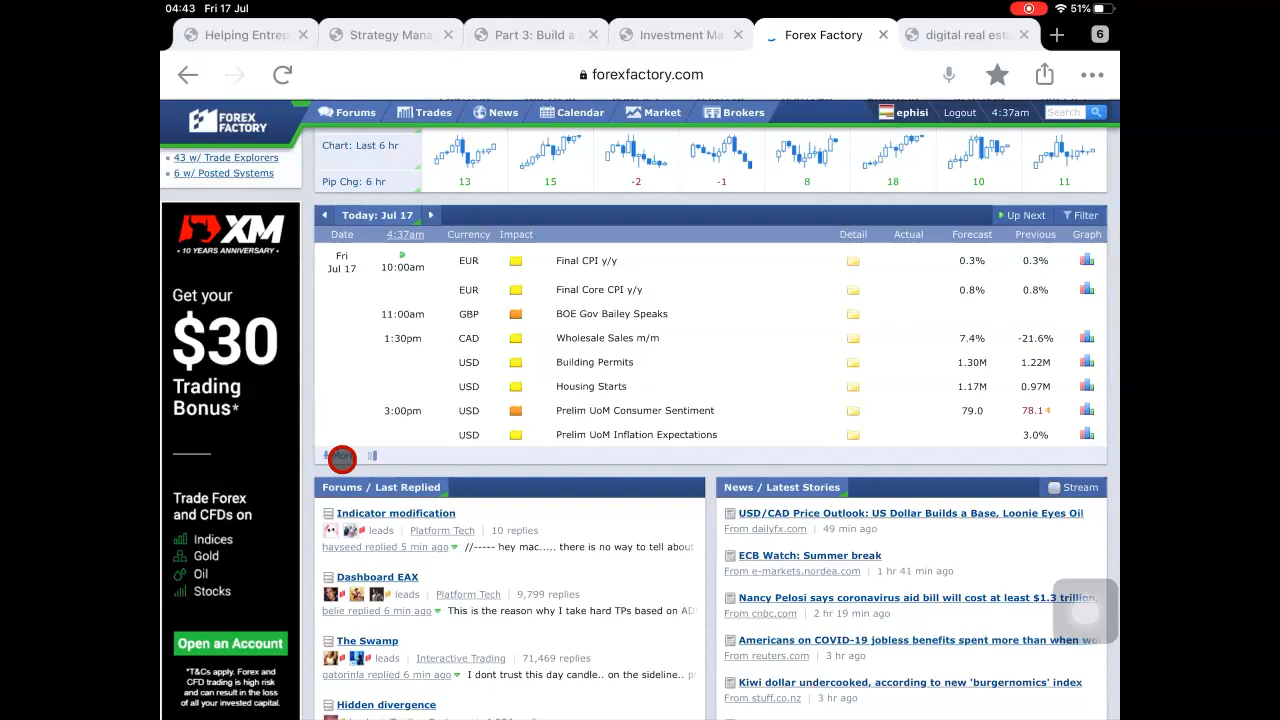 04:43 Fri 17 Jul
51%
Helping Entrep
Strategy Mana
Part 3: Build a
Investment Ma
Forex Factory
digital real esta
6
forexfactory.com
FOREX
FACTORY
Forums
Trades
News
Calendar
Market
Brokers
ephisi
Logout
4:37am
Search
43 w/ Trade Explorers
6 w/ Posted Systems
Chart: Last 6 hr
Pip Chg: 6 hr 13 15 -2 -1 8 18 10 11
XM
10 YEARS ANNIVERSARY
Get your
$30
Trading
Bonus*
Trade Forex
and CFDs on
Indices
Gold
Oil
Stocks
Open an Account
*T&Cs apply. Forex and
CFD trading is high risk
and can result in the loss
of all your invested capital.
Today: Jul 17 Up Next Filter
Date 4:37am Currency Impact Detail Actual Forecast Previous Graph
Fri
Jul 17 10:00am EUR Final CPI y/y 0.3% 0.3%
EUR Final Core CPI y/y 0.8% 0.8%
11:00am GBP BOE Gov Bailey Speaks
1:30pm CAD Wholesale Sales m/m 7.4% -21.6%
USD Building Permits 1.30M 1.22M
USD Housing Starts 1.17M 0.97M
3:00pm USD Prelim UoM Consumer Sentiment 79.0 78.1
USD Prelim UoM Inflation Expectations 3.0%
More
Forums / Last Replied
Indicator modification
leads | Platform Tech | 10 replies
hayseed replied 5 min ago //----- hey mac..... there is no way to tell about
Dashboard EAX
leads | Platform Tech | 9,799 replies
belie replied 6 min ago This is the reason why I take hard TPs based on AD
The Swamp
leads | Interactive Trading | 71,469 replies
gatorinla replied 6 min ago I dont trust this day candle.. on the sideline.. p
Hidden divergence
News / Latest Stories Stream
USD/CAD Price Outlook: US Dollar Builds a Base, Loonie Eyes Oil
From dailyfx.com | 49 min ago
ECB Watch: Summer break
From e-markets.nordea.com | 1 hr 41 min ago
Nancy Pelosi says coronavirus aid bill will cost at least $1.3 trillion,
From cnbc.com | 2 hr 19 min ago
Americans on COVID-19 jobless benefits spent more than when wo
From reuters.com | 3 hr ago
Kiwi dollar undercooked, according to new 'burgernomics' index
From stuff.co.nz | 3 hr ago